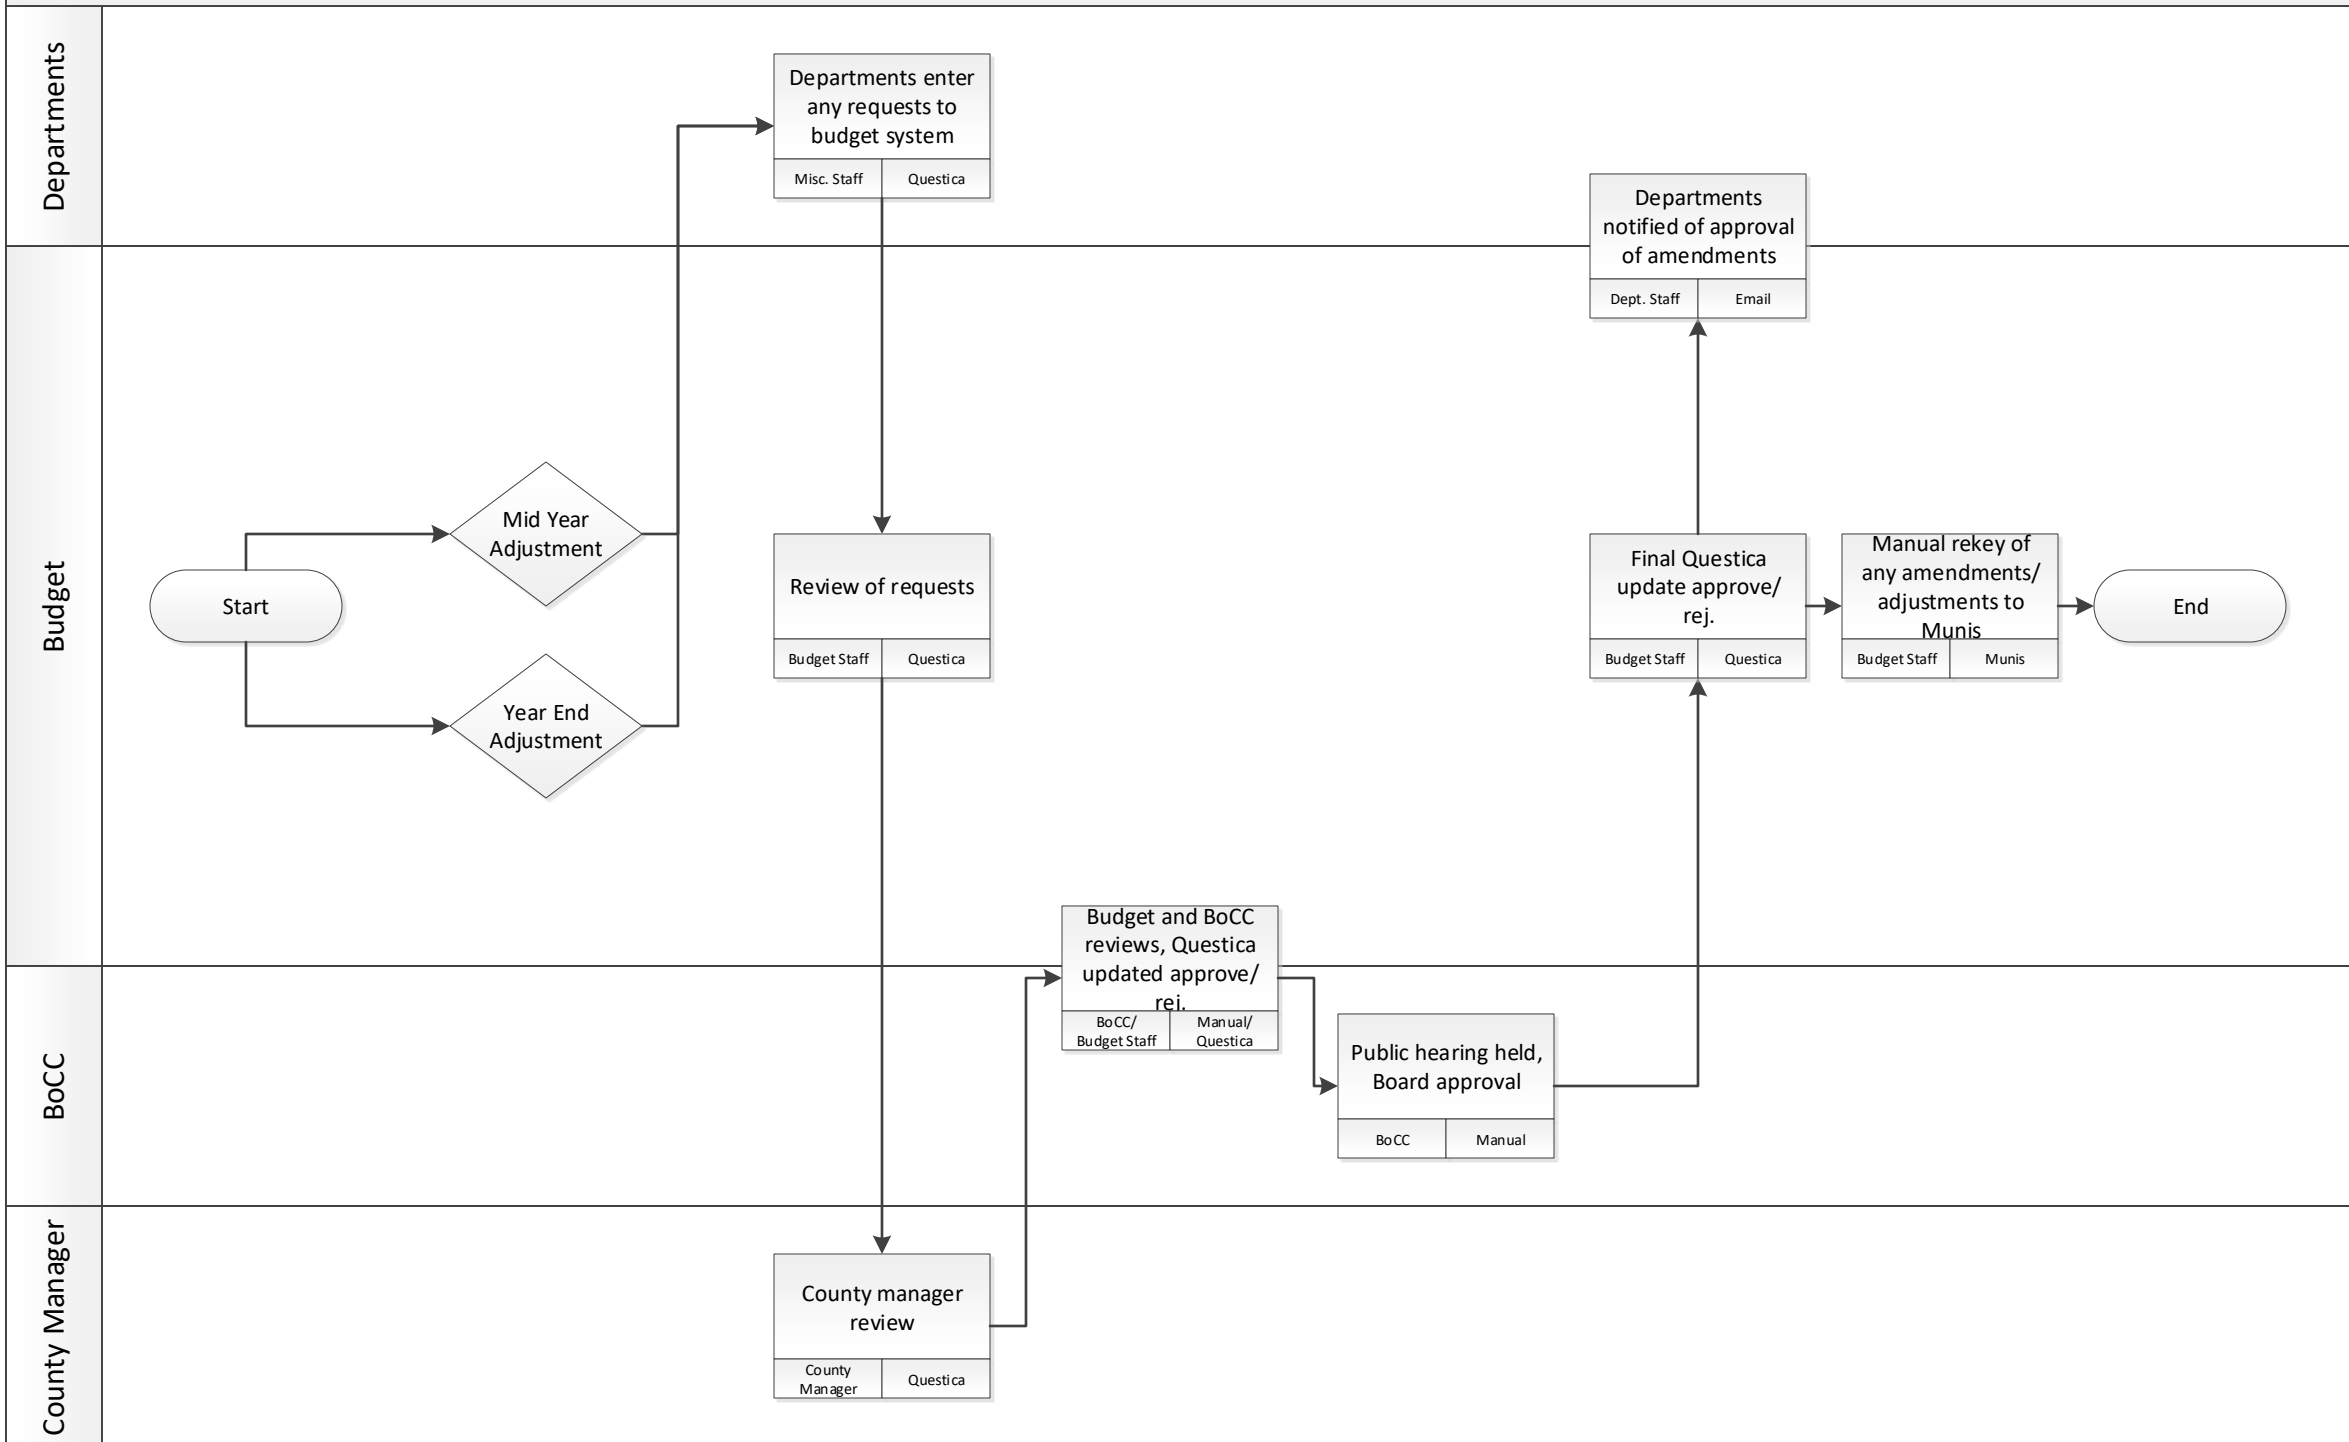 Departments
Departments enter
any requests to
budget system
Misc. Staff
Questica
Departments
notified of approval
of amendments
Dept. Staff
Email
Budget
Start
Mid Year
Adjustment
Year End
Adjustment
Review of requests
Budget Staff
Questica
Final Questica
update approve/
rej.
Budget Staff
Questica
Manual rekey of
any amendments/
adjustments to
Munis
Budget Staff
Munis
End
Budget and BoCC
reviews, Questica
updated approve/
rej.
BoCC/
Budget Staff
Manual/
Questica
BoCC
Public hearing held,
Board approval
BoCC
Manual
County Manager
County manager
review
County
Manager
Questica